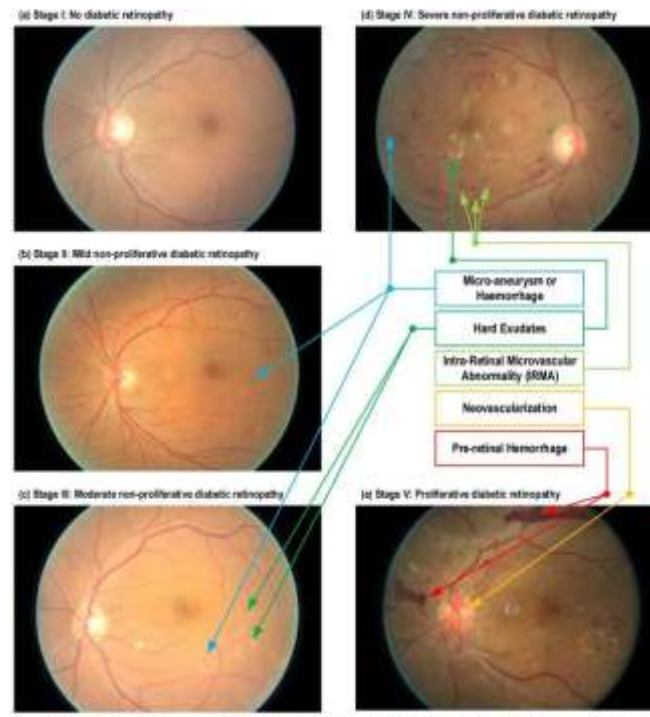 (a) Stage I: No diabetic retinopathy
(d) Stage IV: Severe non-proliferative diabetic retinopathy
(b) Stage II: Mild non-proliferative diabetic retinopathy
Micro-aneurysm or
Haemorrhage
Hard Exudates
Intra-Retinal Microvascular
Abnormality (IRMA)
Neovascularization
Pre-retinal Hemorrhage
(c) Stage III: Moderate non-proliferative diabetic retinopathy
(e) Stage V: Proliferative diabetic retinopathy